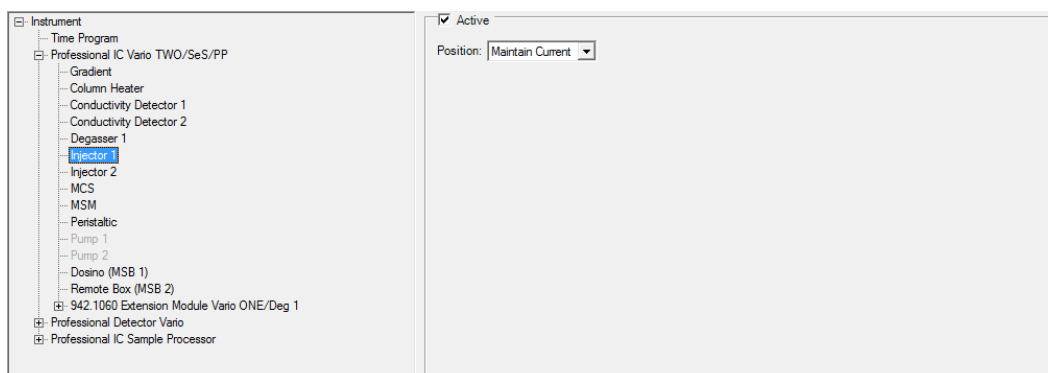 Instrument
Time Program
Professional IC Vario TWO/SeS/PP
Gradient
Column Heater
Conductivity Detector 1
Conductivity Detector 2
Degasser 1
Injector 1
Injector 2
MCS
MSM
Peristaltic
Pump 1
Pump 2
Dosino (MSB 1)
Remote Box (MSB 2)
942.1060 Extension Module Vario ONE/Deg 1
Professional Detector Vario
Professional IC Sample Processor
Active
Position: Maintain Current